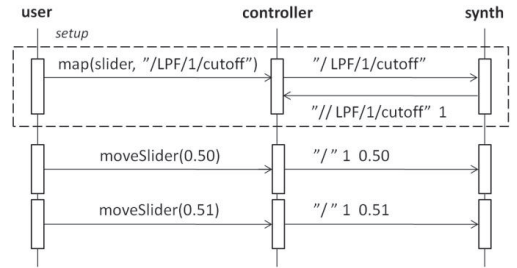 user controller synth
setup
map(slider, ”/LPF/1/cutoff”) ”/ LPF/1/cutoff”
”// LPF/1/cutoff” 1
moveSlider(0.50) ”/ ” 1 0.50
moveSlider(0.51) ”/ ” 1 0.51